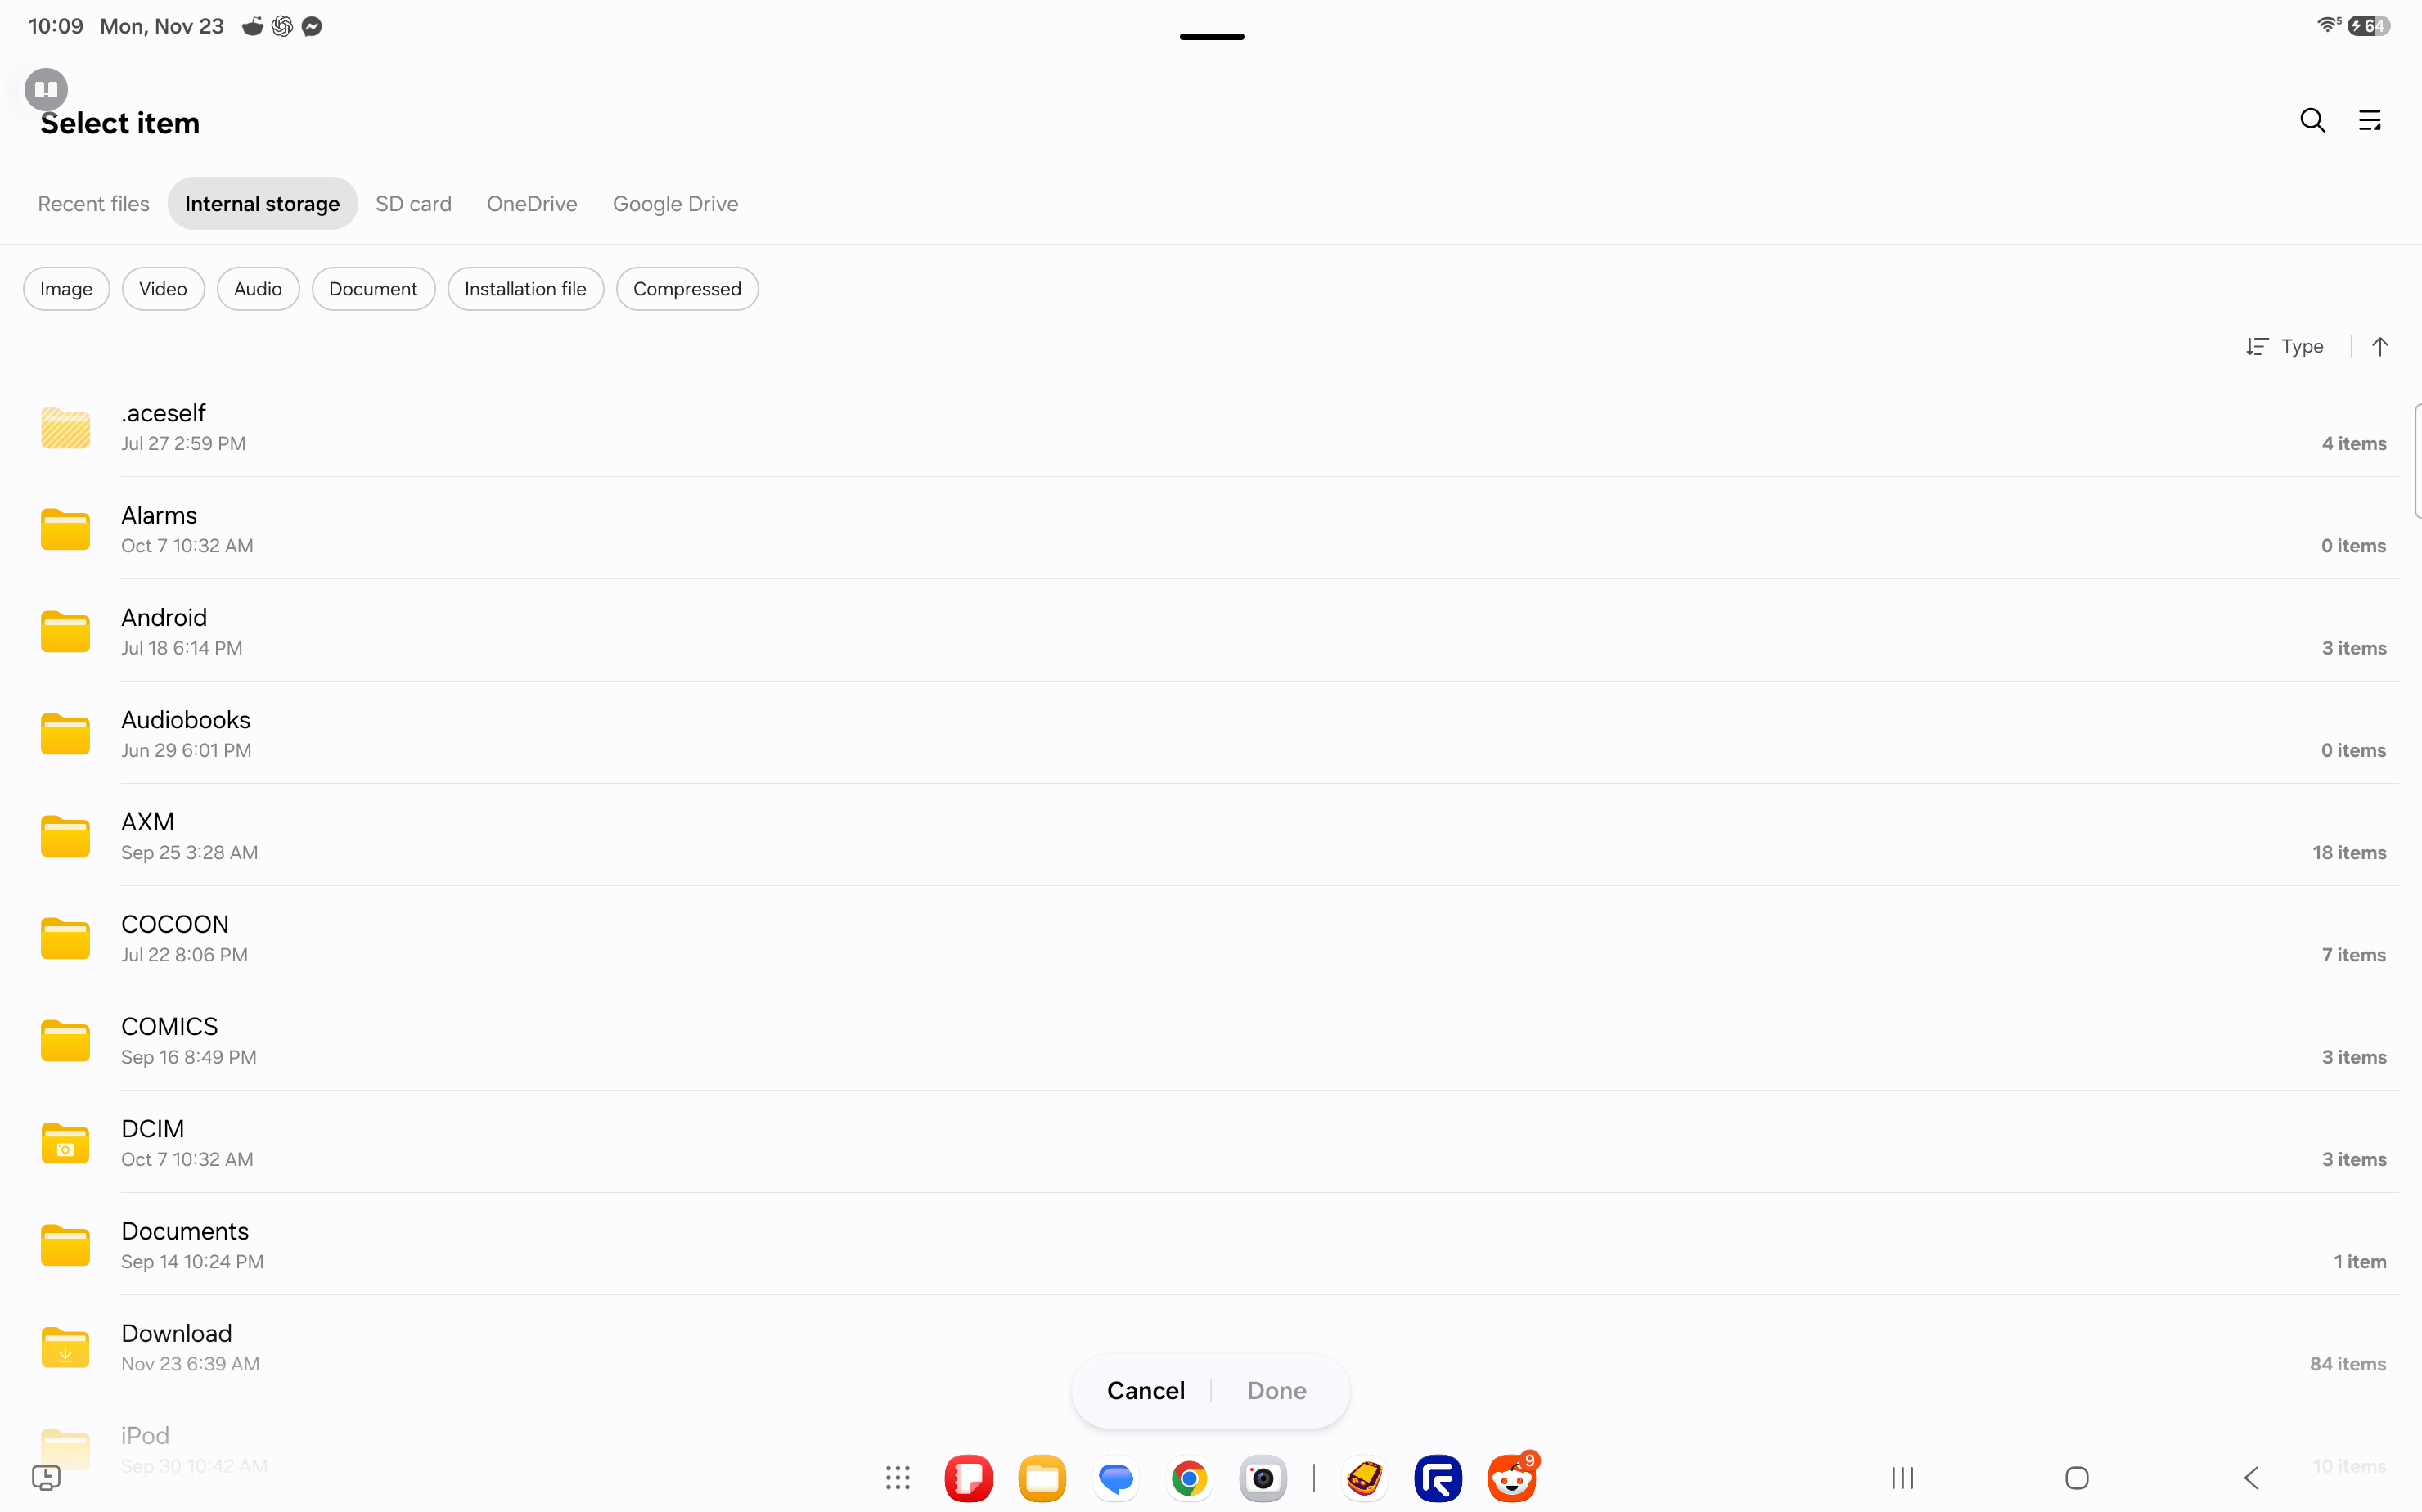 10:09 Mon, Nov 23
5 64
Select item
Recent files Internal storage SD card OneDrive Google Drive
Image Video Audio Document Installation file Compressed
Type
.aceself
Jul 27 2:59 PM 4 items
Alarms
Oct 7 10:32 AM 0 items
Android
Jul 18 6:14 PM 3 items
Audiobooks
Jun 29 6:01 PM 0 items
AXM
Sep 25 3:28 AM 18 items
COCOON
Jul 22 8:06 PM 7 items
COMICS
Sep 16 8:49 PM 3 items
DCIM
Oct 7 10:32 AM 3 items
Documents
Sep 14 10:24 PM 1 item
Download
Nov 23 6:39 AM 84 items
Cancel Done
iPod
Sep 30 10:42 AM 10 items
9